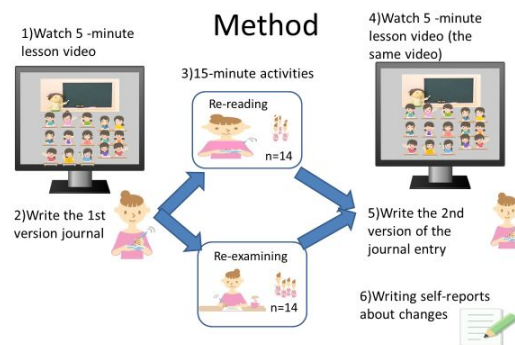 Method
1)Watch 5 -minute
lesson video
2)Write the 1st
version journal
3)15-minute activities
Re-reading
n=14
Re-examining
n=14
4)Watch 5-minute
lesson video (the
same video)
5)Write the 2nd
version of the
journal entry
6)Writing self-reports
about changes